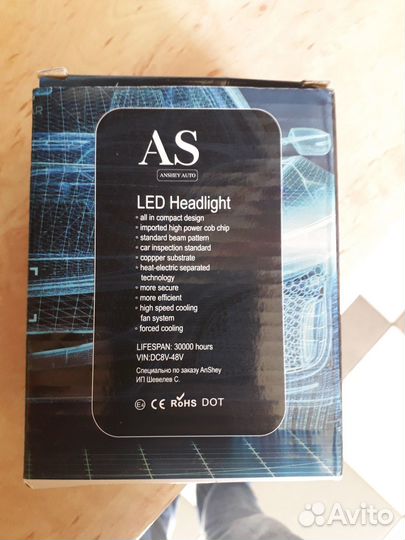 AS
ANSHEY AUTO
LED Headlight
• all in compact design
• imported high power cob chip
• standard beam pattern
• car inspection standard
• coppper substrate
• heat-electric separated
technology
• more secure
• more efficient
• high speed cooling
fan system
• forced cooling
LIFESPAN: 30000 hours
VIN:DC8V-48V
Специально по заказу AnShey
ИП Шевелев С.
E4 CE RoHS DOT
Avito